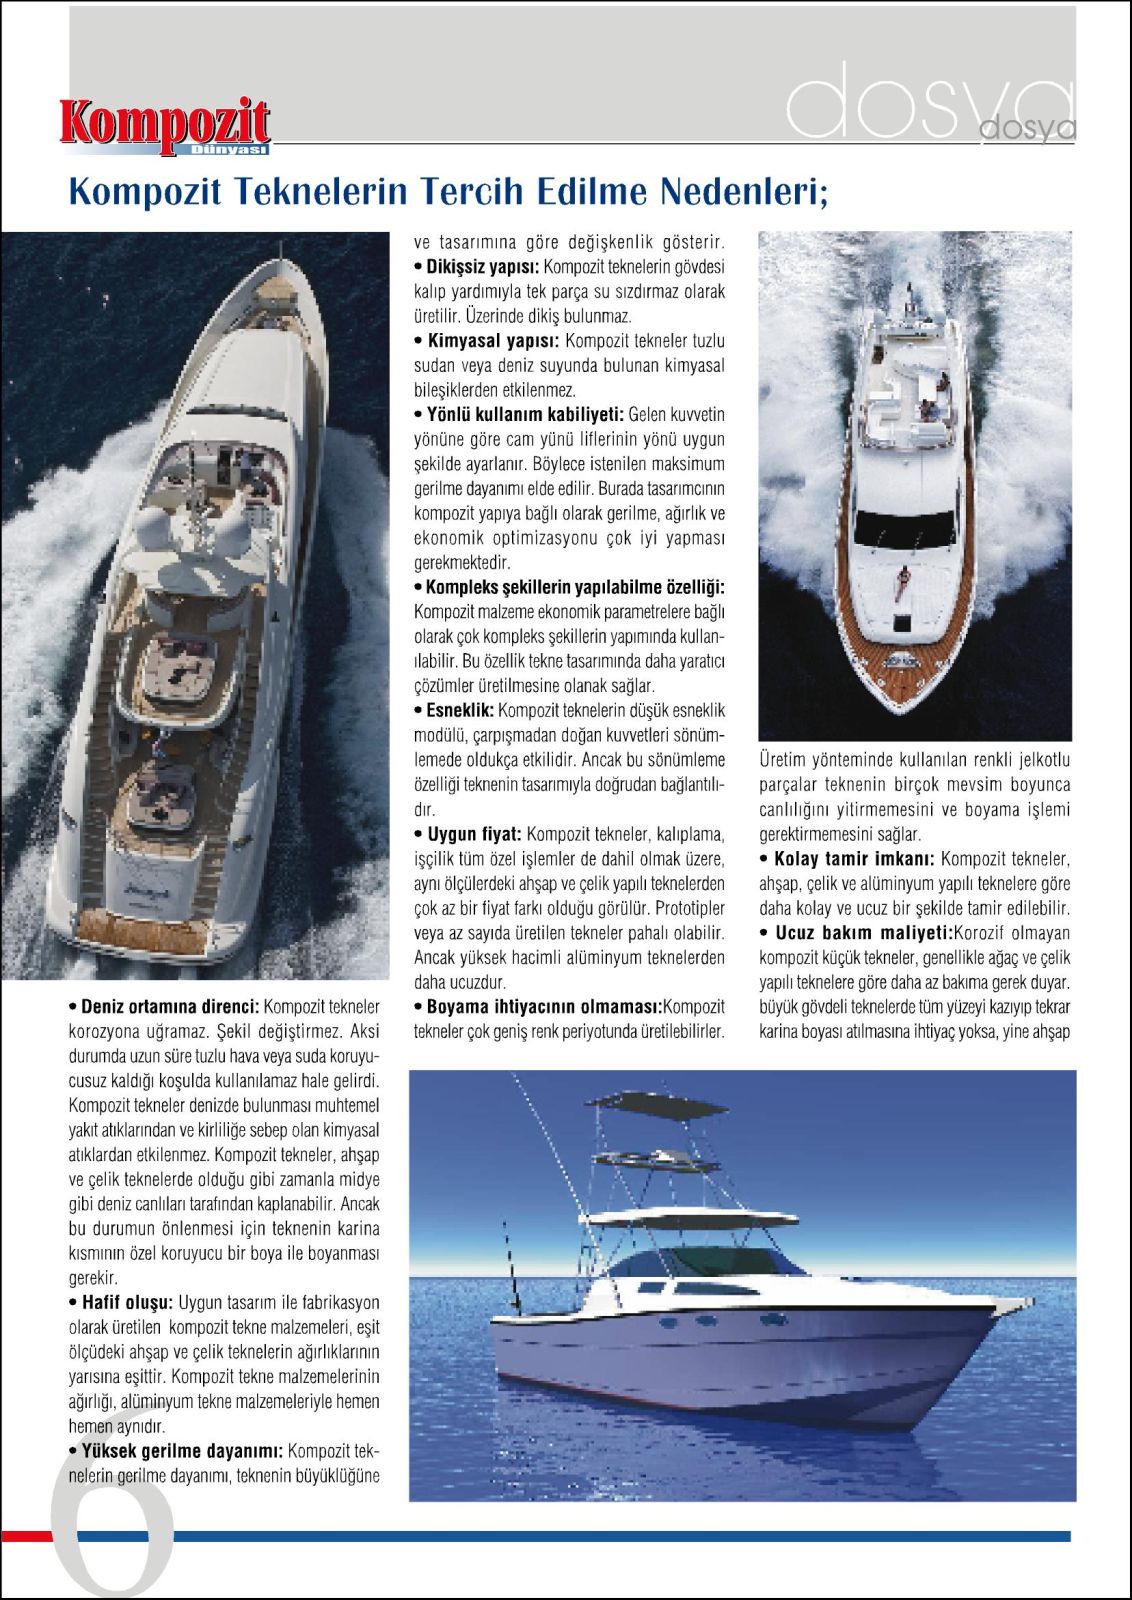 dosya
dosya
Kompozit
Dünyası
Kompozit Teknelerin Tercih Edilme Nedenleri;
• Deniz ortamına direnci: Kompozit tekneler
korozyona uğramaz. Şekil değiştirmez. Aksi
durumda uzun süre tuzlu hava veya suda koruyu-
cusuz kaldığı koşulda kullanılamaz hale gelirdi.
Kompozit tekneler denizde bulunması muhtemel
yakıt atıklarından ve kirliliğe sebep olan kimyasal
atıklardan etkilenmez. Kompozit tekneler, ahşap
ve çelik teknelerde olduğu gibi zamanla midye
gibi deniz canlıları tarafından kaplanabilir. Ancak
bu durumun önlenmesi için teknenin karina
kısmının özel koruyucu bir boya ile boyanması
gerekir.
• Hafif oluşu: Uygun tasarım ile fabrikasyon
olarak üretilen kompozit tekne malzemeleri, eşit
ölçüdeki ahşap ve çelik teknelerin ağırlıklarının
yarısına eşittir. Kompozit tekne malzemelerinin
ağırlığı, alüminyum tekne malzemeleriyle hemen
hemen aynıdır.
• Yüksek gerilme dayanımı: Kompozit tek-
nelerin gerilme dayanımı, teknenin büyüklüğüne
ve tasarımına göre değişkenlik gösterir.
• Dikişsiz yapısı: Kompozit teknelerin gövdesi
kalıp yardımıyla tek parça su sızdırmaz olarak
üretilir. Üzerinde dikiş bulunmaz.
• Kimyasal yapısı: Kompozit tekneler tuzlu
sudan veya deniz suyunda bulunan kimyasal
bileşiklerden etkilenmez.
• Yönlü kullanım kabiliyeti: Gelen kuvvetin
yönüne göre cam yünü liflerinin yönü uygun
şekilde ayarlanır. Böylece istenilen maksimum
gerilme dayanımı elde edilir. Burada tasarımcının
kompozit yapıya bağlı olarak gerilme, ağırlık ve
ekonomik optimizasyonu çok iyi yapması
gerekmektedir.
• Kompleks şekillerin yapılabilme özelliği:
Kompozit malzeme ekonomik parametrelere bağlı
olarak çok kompleks şekillerin yapımında kullan-
ılabilir. Bu özellik tekne tasarımında daha yaratıcı
çözümler üretilmesine olanak sağlar.
• Esneklik: Kompozit teknelerin düşük esneklik
modülü, çarpışmadan doğan kuvvetleri sönüm-
lemede oldukça etkilidir. Ancak bu sönümleme
özelliği teknenin tasarımıyla doğrudan bağlantılı-
dır.
• Uygun fiyat: Kompozit tekneler, kalıplama,
işçilik tüm özel işlemler de dahil olmak üzere,
aynı ölçülerdeki ahşap ve çelik yapılı teknelerden
çok az bir fiyat farkı olduğu görülür. Prototipler
veya az sayıda üretilen tekneler pahalı olabilir.
Ancak yüksek hacimli alüminyum teknelerden
daha ucuzdur.
• Boyama ihtiyacının olmaması:Kompozit
tekneler çok geniş renk periyotunda üretilebilirler.
Üretim yönteminde kullanılan renkli jelkotlu
parçalar teknenin birçok mevsim boyunca
canlılığını yitirmemesini ve boyama işlemi
gerektirmemesini sağlar.
• Kolay tamir imkanı: Kompozit tekneler,
ahşap, çelik ve alüminyum yapılı teknelere göre
daha kolay ve ucuz bir şekilde tamir edilebilir.
• Ucuz bakım maliyeti:Korozif olmayan
kompozit küçük tekneler, genellikle ağaç ve çelik
yapılı teknelere göre daha az bakıma gerek duyar.
büyük gövdeli teknelerde tüm yüzeyi kazıyıp tekrar
karina boyası atılmasına ihtiyaç yoksa, yine ahşap
6